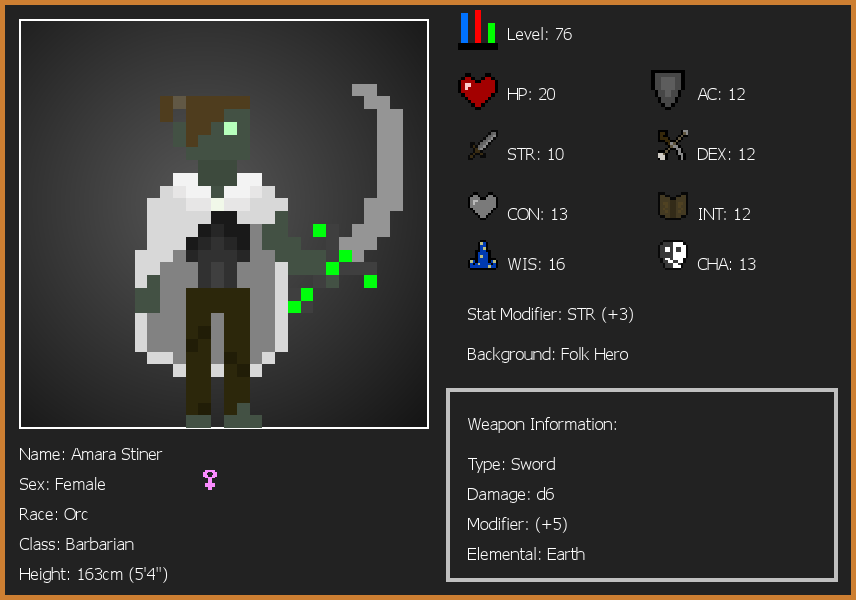 Level: 76
HP: 20
AC: 12
STR: 10
DEX: 12
CON: 13
INT: 12
WIS: 16
CHA: 13
Stat Modifier: STR (+3)
Background: Folk Hero
Weapon Information:
Type: Sword
Damage: d6
Modifier: (+5)
Elemental: Earth
Name: Amara Stiner
Sex: Female
Race: Orc
Class: Barbarian
Height: 163cm (5'4")